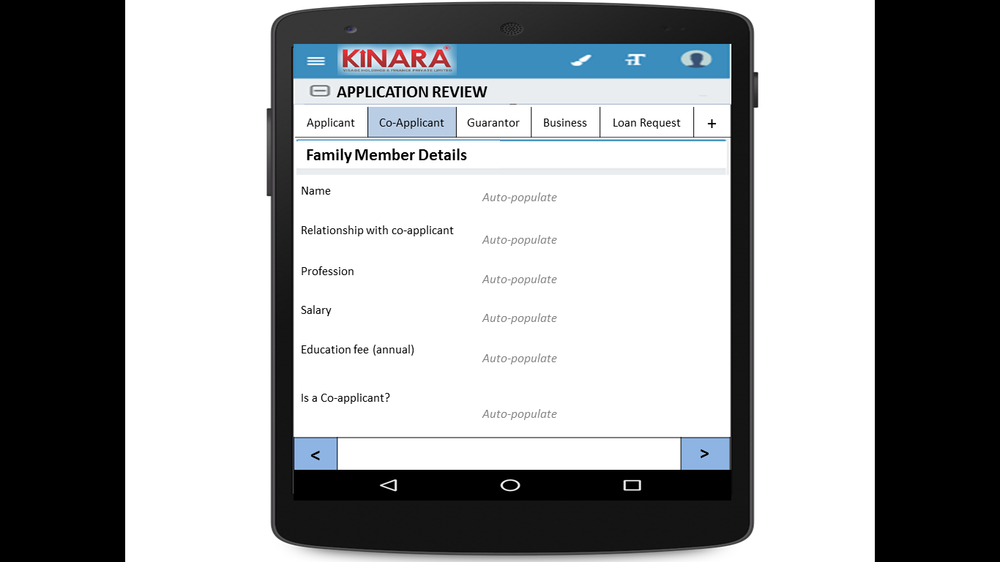 KINARA®
VISAGE HOLDINGS & FINANCE PRIVATE LIMITED
APPLICATION REVIEW
Applicant Co-Applicant Guarantor Business Loan Request +
Family Member Details
Name Auto-populate
Relationship with co-applicant Auto-populate
Profession Auto-populate
Salary Auto-populate
Education fee (annual) Auto-populate
Is a Co-applicant? Auto-populate
< >